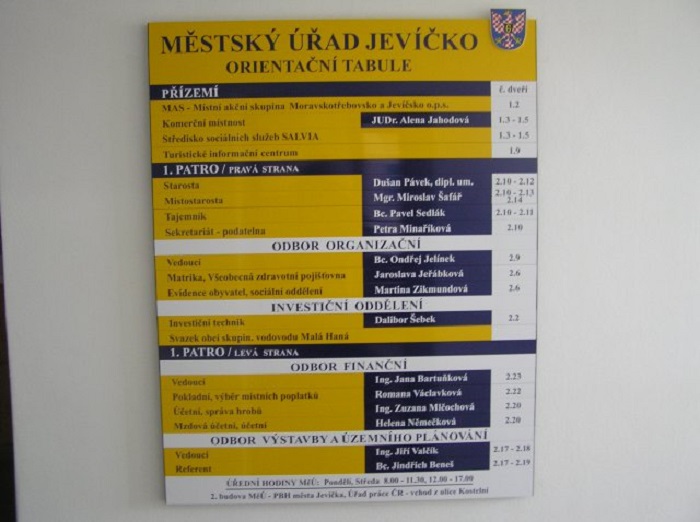 MĚSTSKÝ ÚŘAD JEVÍČKO
ORIENTAČNÍ TABULE
PŘÍZEMÍ č. dveří
MAS - Místní akční skupina Moravskotřebovsko a Jevíčsko o.p.s. 1.2
Komerční místnost JUDr. Alena Jahodová 1.3 - 1.5
Středisko sociálních služeb SALVIA 1.3 - 1.5
Turistické informační centrum 1.9
1. PATRO / PRAVÁ STRANA
Starosta Dušan Pávek, dipl. um. 2.10 - 2.12
Místostarosta Mgr. Miroslav Šafář 2.10 - 2.13
2.14
Tajemník Bc. Pavel Sedlák 2.10 - 2.11
Sekretariát - podatelna Petra Minaříková 2.10
ODBOR ORGANIZAČNÍ
Vedoucí Bc. Ondřej Jelínek 2.9
Matrika, Všeobecná zdravotní pojišťovna Jaroslava Jeřábková 2.6
Evidence obyvatel, sociální oddělení Martina Zikmundová 2.6
INVESTIČNÍ ODDĚLENÍ
Investiční technik Dalibor Šebek 2.2
Svazek obcí skupin. vodovodu Malá Haná
1. PATRO / LEVÁ STRANA
ODBOR FINANČNÍ
Vedoucí Ing. Jana Bartuňková 2.23
Pokladní, výběr místních poplatků Romana Václavková 2.22
Účetní, správa hrobů Ing. Zuzana Mlčochová 2.20
Mzdová účetní, účetní Helena Němečková 2.20
ODBOR VÝSTAVBY A ÚZEMNÍHO PLÁNOVÁNÍ
Vedoucí Ing. Jiří Valčík 2.17 - 2.18
Referent Bc. Jindřich Beneš 2.17 - 2.19
ÚŘEDNÍ HODINY MěÚ: Pondělí, Středa 8.00 - 11.30, 12.00 - 17.00
2. budova MěÚ - PBH města Jevíčka, Úřad práce ČR - vchod z ulice Kostelní